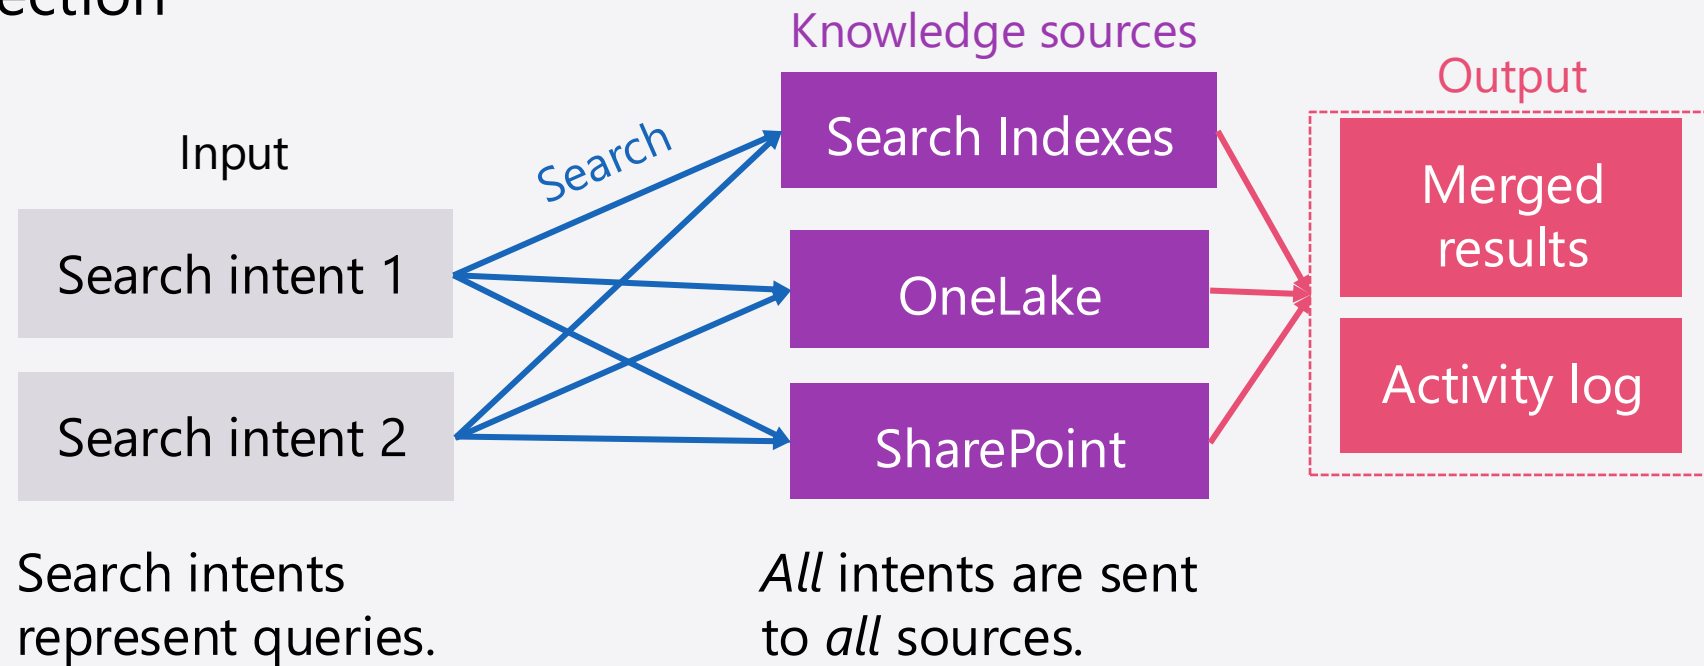 Knowledge sources
Output
Input
Search
Search Indexes
Merged
results
Search intent 1
OneLake
Activity log
Search intent 2
SharePoint
Search intents
represent queries.
All intents are sent
to all sources.